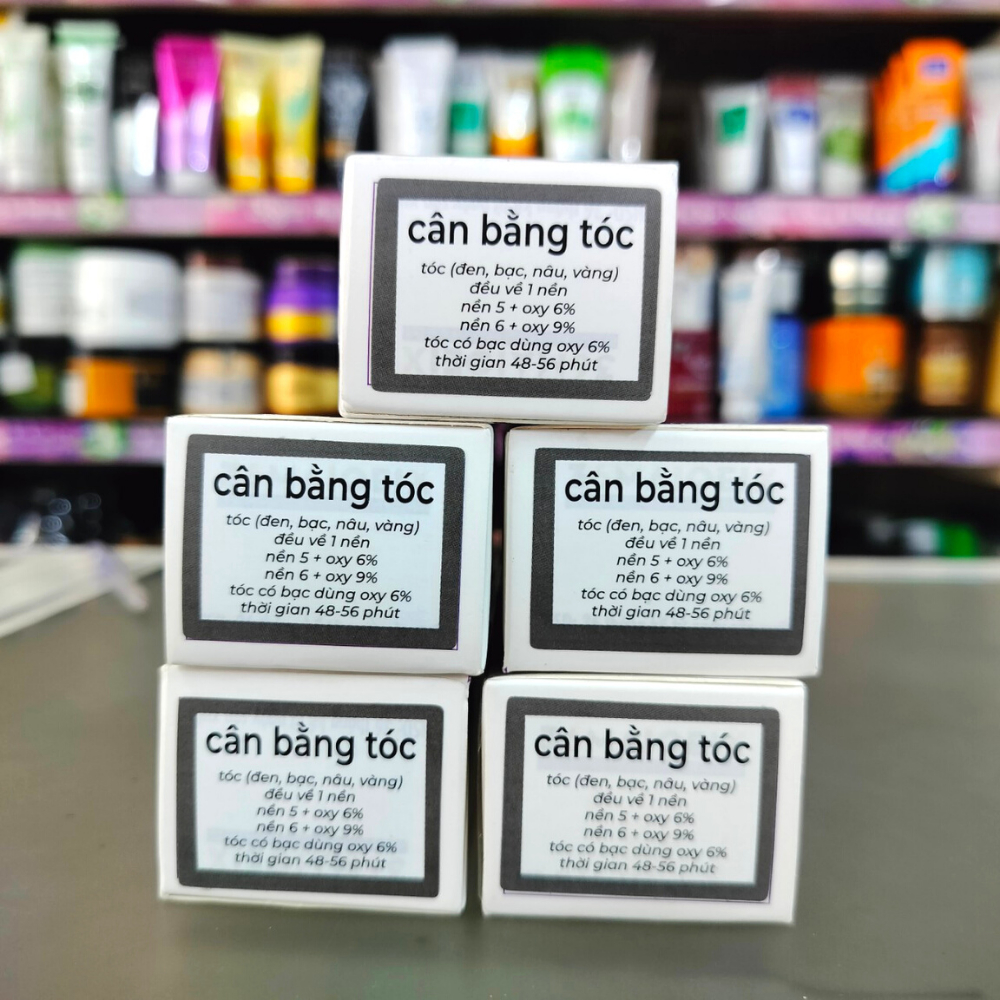 cân bằng tóc
tóc (đen, bạc, nâu, vàng)
đều về 1 nền
nền 5 + oxy 6%
nền 6 + oxy 9%
tóc có bạc dùng oxy 6%
thời gian 48-56 phút
cân bằng tóc
tóc (đen, bạc, nâu, vàng)
đều về 1 nền
nền 5 + oxy 6%
nền 6 + oxy 9%
tóc có bạc dùng oxy 6%
thời gian 48-56 phút
cân bằng tóc
tóc (đen, bạc, nâu, vàng)
đều về 1 nền
nền 5 + oxy 6%
nền 6 + oxy 9%
tóc có bạc dùng oxy 6%
thời gian 48-56 phút
cân bằng tóc
tóc (đen, bạc, nâu, vàng)
đều về 1 nền
nền 5 + oxy 6%
nền 6 + oxy 9%
tóc có bạc dùng oxy 6%
thời gian 48-56 phút
cân bằng tóc
tóc (đen, bạc, nâu, vàng)
đều về 1 nền
nền 5 + oxy 6%
nền 6 + oxy 9%
tóc có bạc dùng oxy 6%
thời gian 48-56 phút